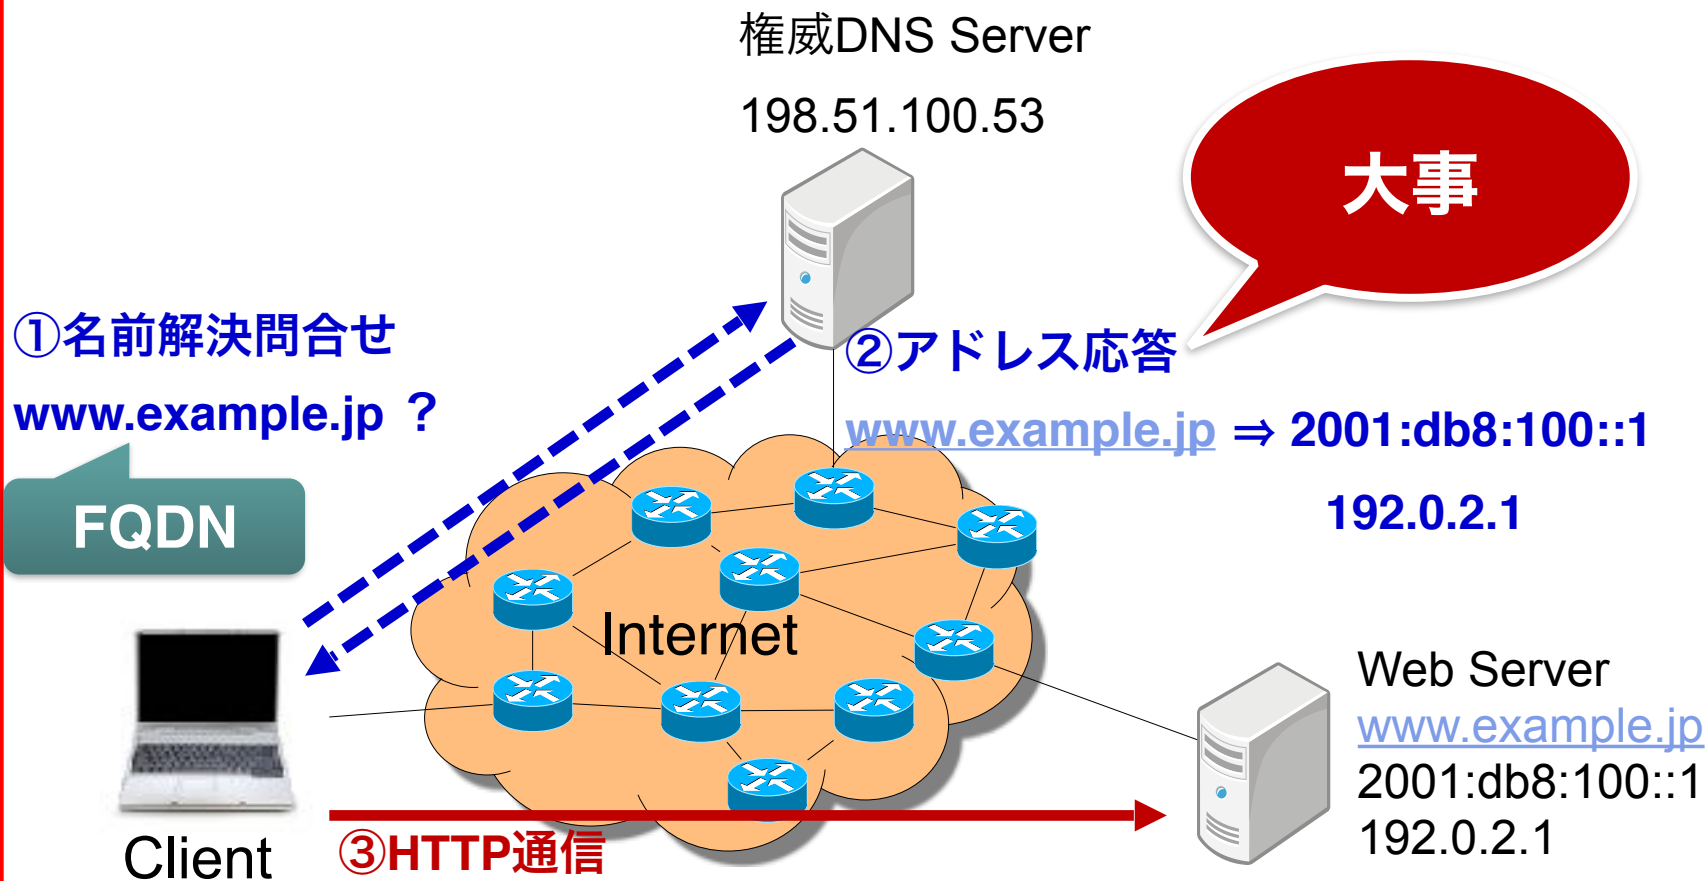 権威DNS Server
198.51.100.53
大事
①名前解決問合せ
www.example.jp ？
FQDN
②アドレス応答
www.example.jp ⇒ 2001:db8:100::1
192.0.2.1
Internet
Web Server
www.example.jp
2001:db8:100::1
192.0.2.1
Client
③HTTP通信